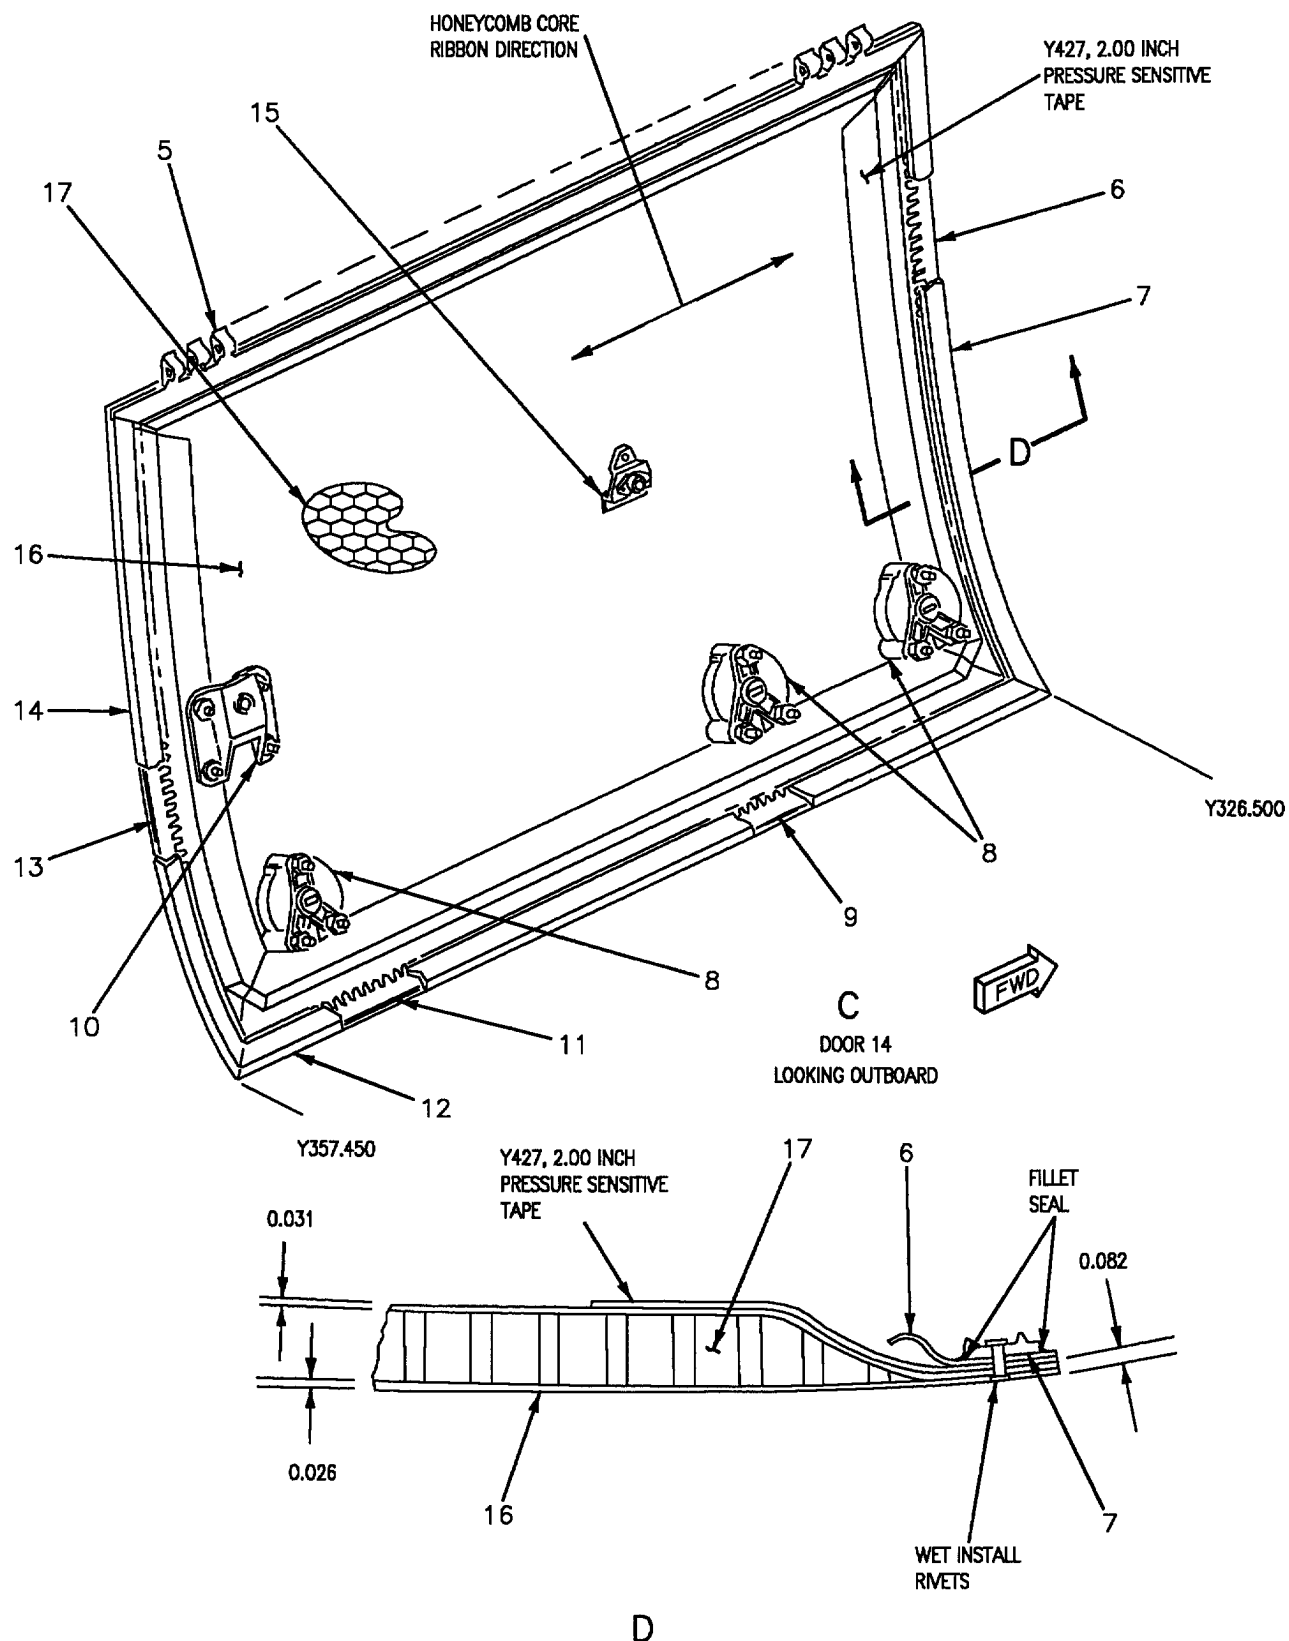 HONEYCOMB CORE
RIBBON DIRECTION
Y427, 2.00 INCH
PRESSURE SENSITIVE
TAPE
15
5
17
6
7
D
16
14
13
Y326.500
8
9
8
10
11
12
FWD
C
DOOR 14
LOOKING OUTBOARD
Y357.450
Y427, 2.00 INCH
PRESSURE SENSITIVE
TAPE
17
6
FILLET
SEAL
0.031
0.082
0.026
16
7
WET INSTALL
RIVETS
D